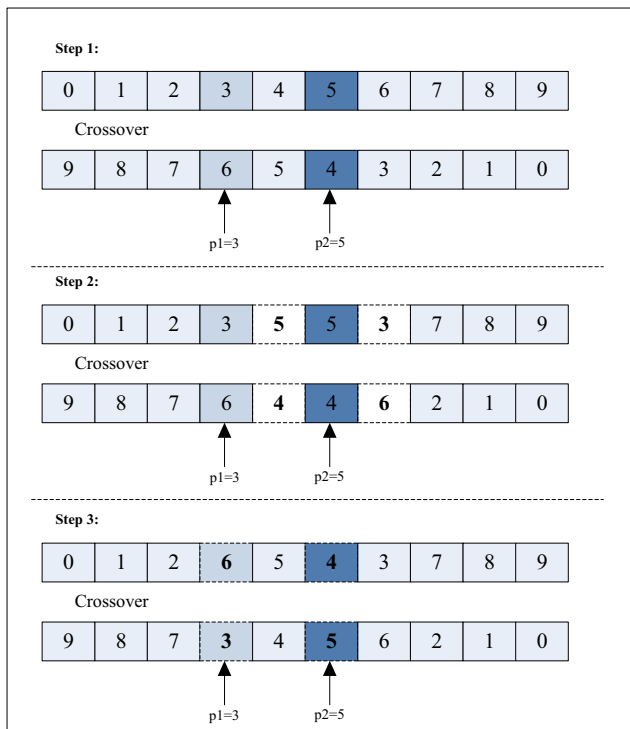 Step 1:
0 1 2 3 4 5 6 7 8 9
Crossover
9 8 7 6 5 4 3 2 1 0
p1=3 p2=5
Step 2:
0 1 2 3 5 5 3 7 8 9
Crossover
9 8 7 6 4 4 6 2 1 0
p1=3 p2=5
Step 3:
0 1 2 6 5 4 3 7 8 9
Crossover
9 8 7 3 4 5 6 2 1 0
p1=3 p2=5